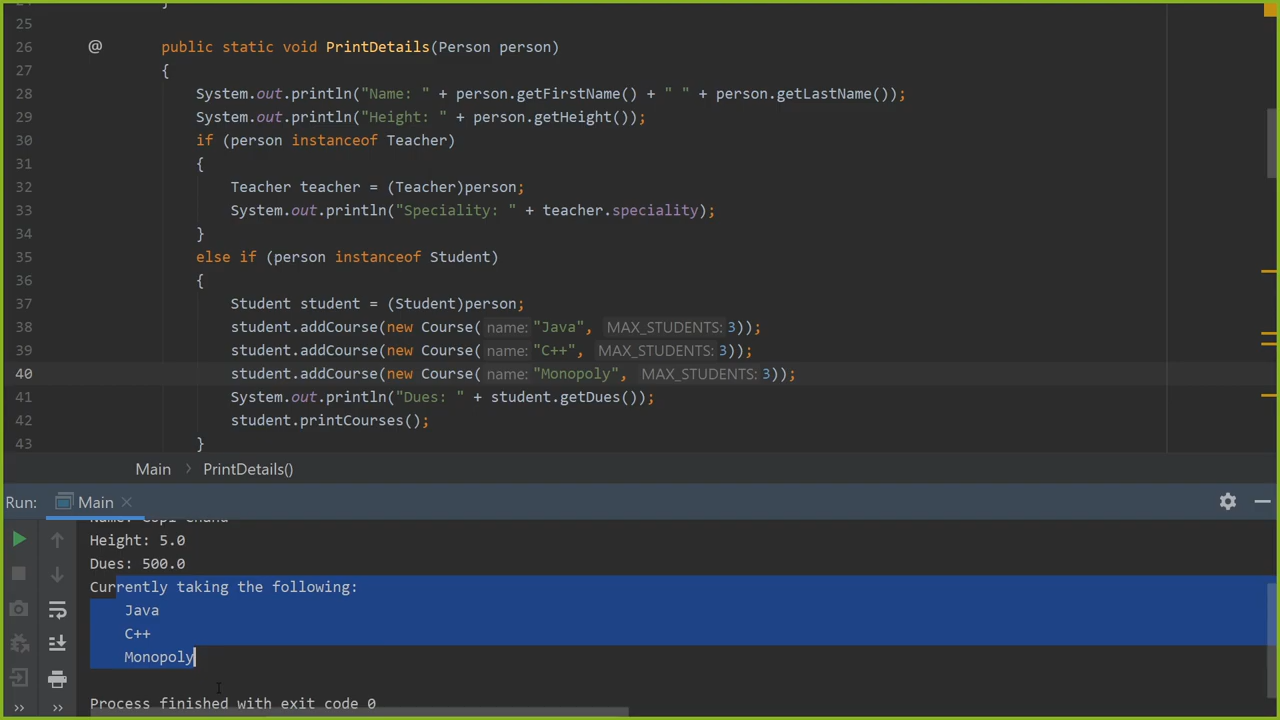 25
26 @ public static void PrintDetails(Person person)
27 {
28 System.out.println("Name: " + person.getFirstName() + " " + person.getLastName());
29 System.out.println("Height: " + person.getHeight());
30 if (person instanceof Teacher)
31 {
32 Teacher teacher = (Teacher)person;
33 System.out.println("Speciality: " + teacher.speciality);
34 }
35 else if (person instanceof Student)
36 {
37 Student student = (Student)person;
38 student.addCourse(new Course( name: "Java", MAX_STUDENTS: 3));
39 student.addCourse(new Course( name: "C++", MAX_STUDENTS: 3));
40 student.addCourse(new Course( name: "Monopoly", MAX_STUDENTS: 3));
41 System.out.println("Dues: " + student.getDues());
42 student.printCourses();
43 }
Main > PrintDetails()
Run: Main ×
Height: 5.0
Dues: 500.0
Currently taking the following:
Java
C++
Monopoly
Process finished with exit code 0